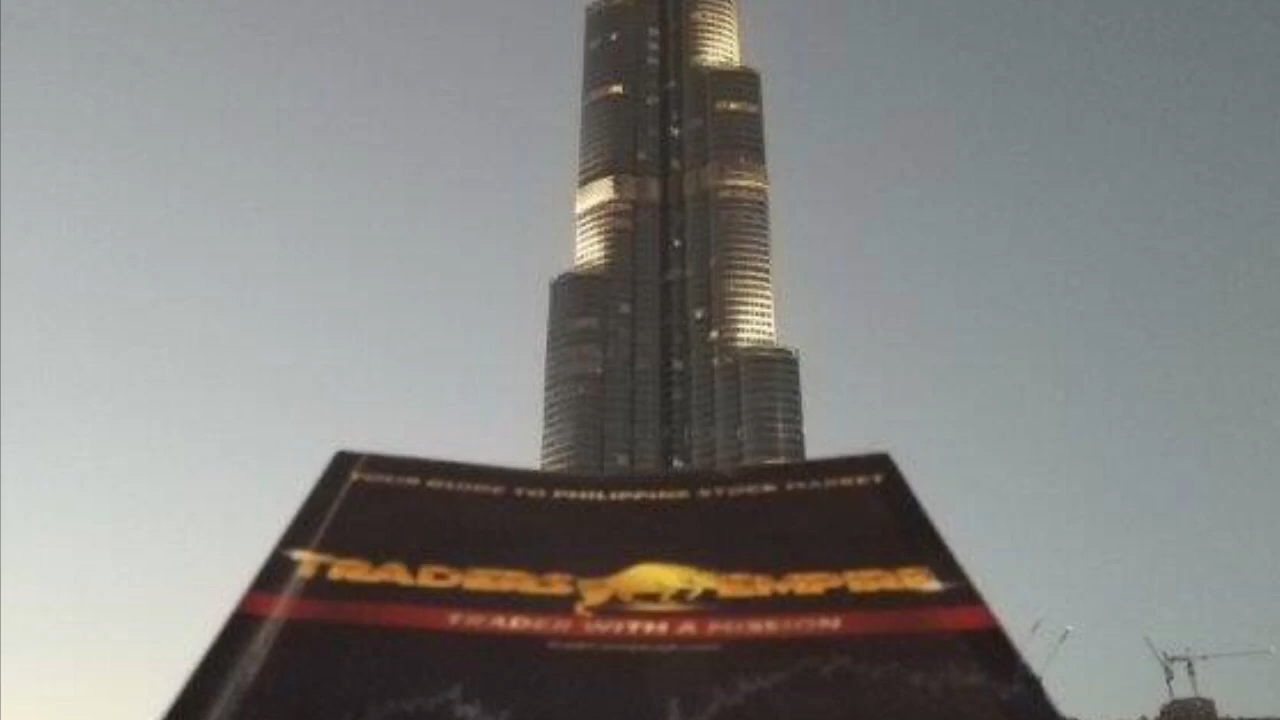 YOUR GUIDE TO PHILIPPINE STOCK MARKET
TRADERS EMPIRE
TRADER WITH A MISSION